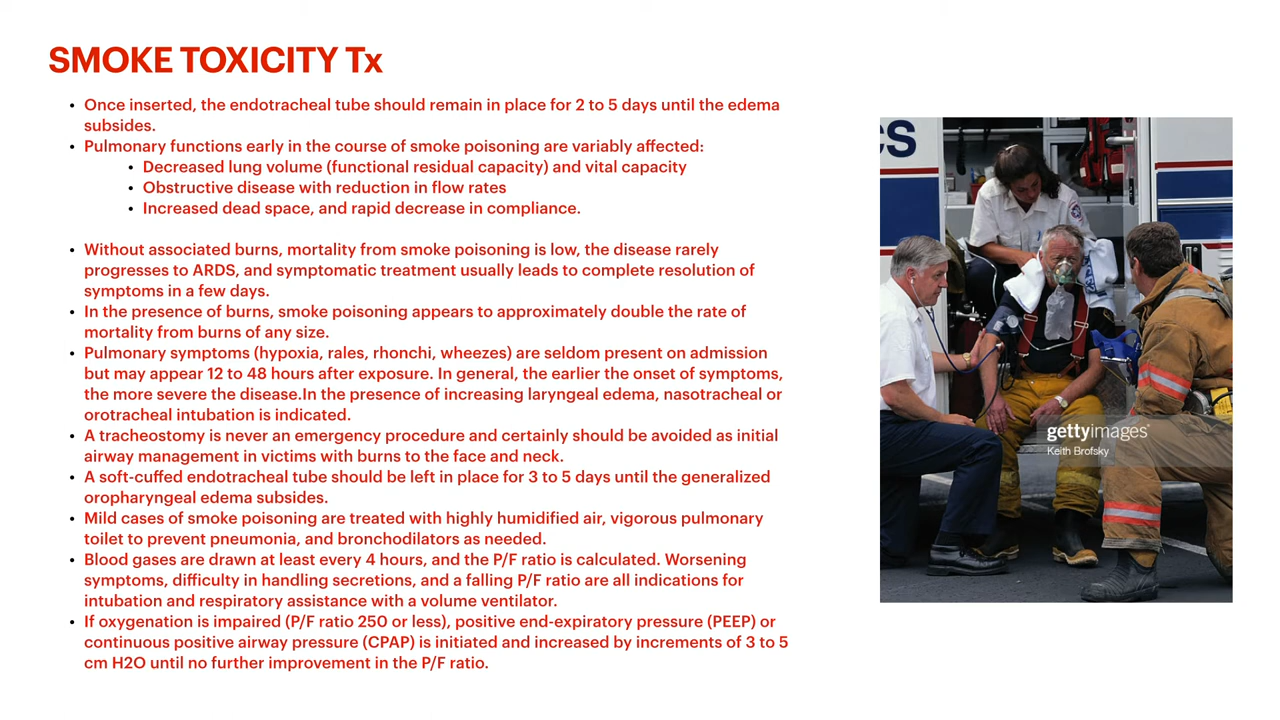 SMOKE TOXICITY Tx
• Once inserted, the endotracheal tube should remain in place for 2 to 5 days until the edema
subsides.
• Pulmonary functions early in the course of smoke poisoning are variably affected:
• Decreased lung volume (functional residual capacity) and vital capacity
• Obstructive disease with reduction in flow rates
• Increased dead space, and rapid decrease in compliance.
• Without associated burns, mortality from smoke poisoning is low, the disease rarely
progresses to ARDS, and symptomatic treatment usually leads to complete resolution of
symptoms in a few days.
• In the presence of burns, smoke poisoning appears to approximately double the rate of
mortality from burns of any size.
• Pulmonary symptoms (hypoxia, rales, rhonchi, wheezes) are seldom present on admission
but may appear 12 to 48 hours after exposure. In general, the earlier the onset of symptoms,
the more severe the disease.In the presence of increasing laryngeal edema, nasotracheal or
orotracheal intubation is indicated.
• A tracheostomy is never an emergency procedure and certainly should be avoided as initial
airway management in victims with burns to the face and neck.
• A soft-cuffed endotracheal tube should be left in place for 3 to 5 days until the generalized
oropharyngeal edema subsides.
• Mild cases of smoke poisoning are treated with highly humidified air, vigorous pulmonary
toilet to prevent pneumonia, and bronchodilators as needed.
• Blood gases are drawn at least every 4 hours, and the P/F ratio is calculated. Worsening
symptoms, difficulty in handling secretions, and a falling P/F ratio are all indications for
intubation and respiratory assistance with a volume ventilator.
• If oxygenation is impaired (P/F ratio 250 or less), positive end-expiratory pressure (PEEP) or
continuous positive airway pressure (CPAP) is initiated and increased by increments of 3 to 5
cm H2O until no further improvement in the P/F ratio.
CS
gettyimages®
Keith Brofsky